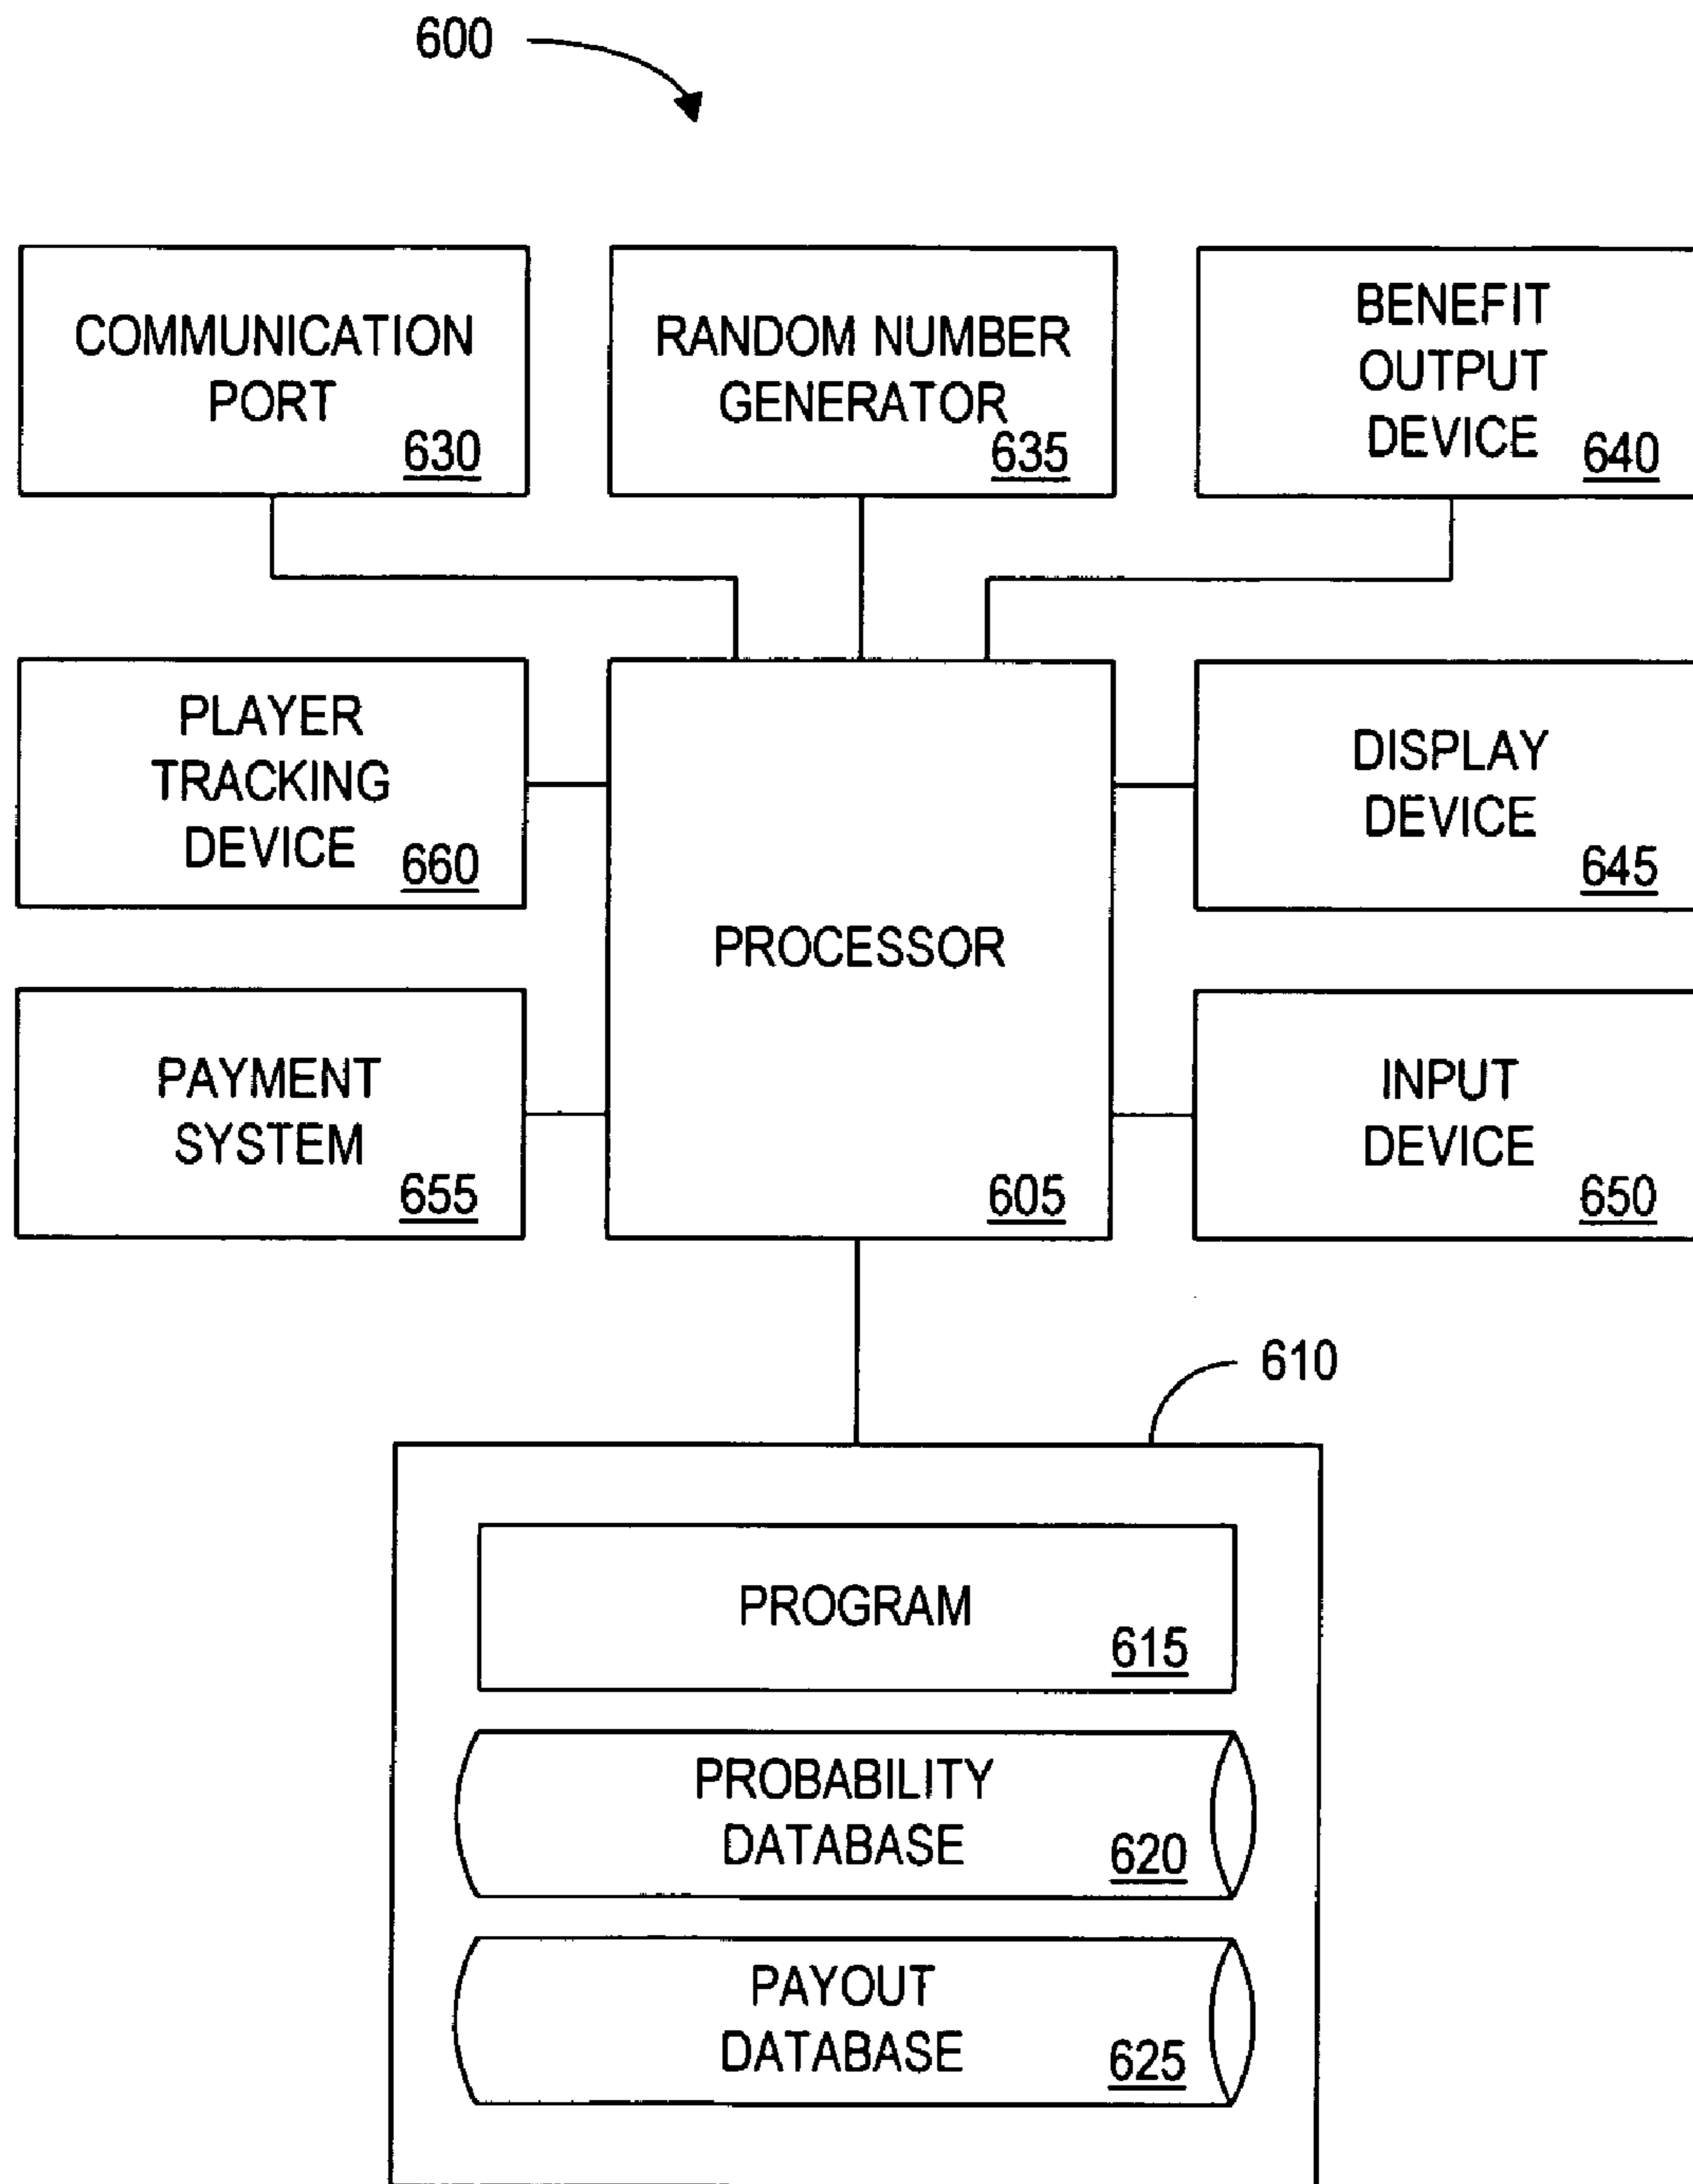 600
COMMUNICATION
PORT
630
RANDOM NUMBER
GENERATOR
635
BENEFIT
OUTPUT
DEVICE
640
PLAYER
TRACKING
DEVICE
660
PROCESSOR
605
DISPLAY
DEVICE
645
PAYMENT
SYSTEM
655
INPUT
DEVICE
650
610
PROGRAM
615
PROBABILITY
DATABASE
620
PAYOUT
DATABASE
625